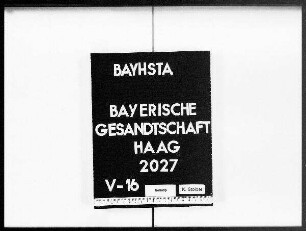 BAYHSTA
BAYERISCHE
GESANDTSCHAFT
HAAG
2027
V-16